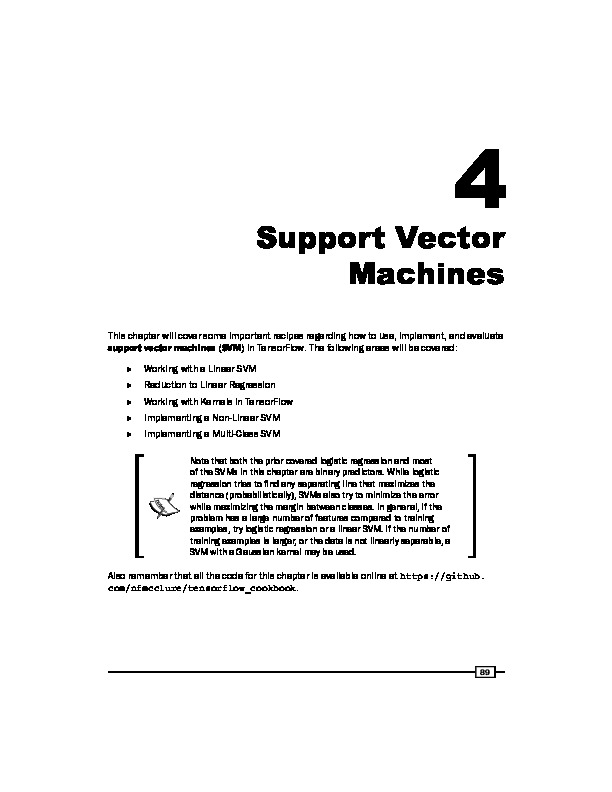 4
Support Vector
Machines
This chapter will cover some important recipes regarding how to use, implement, and evaluate
support vector machines (SVM) in TensorFlow. The following areas will be covered:
Working with a Linear SVM
Reduction to Linear Regression
Working with Kernels in TensorFlow
Implementing a Non-Linear SVM
Implementing a Multi-Class SVM
Note that both the prior covered logistic regression and most
of the SVMs in this chapter are binary predictors. While logistic
regression tries to find any separating line that maximizes the
distance (probabilistically), SVMs also try to minimize the error
while maximizing the margin between classes. In general, if the
problem has a large number of features compared to training
examples, try logistic regression or a linear SVM. If the number of
training examples is larger, or the data is not linearly separable, a
SVM with a Gaussian kernel may be used.
Also remember that all the code for this chapter is available online at https://github.
com/nfmcclure/tensorflow_cookbook.
89